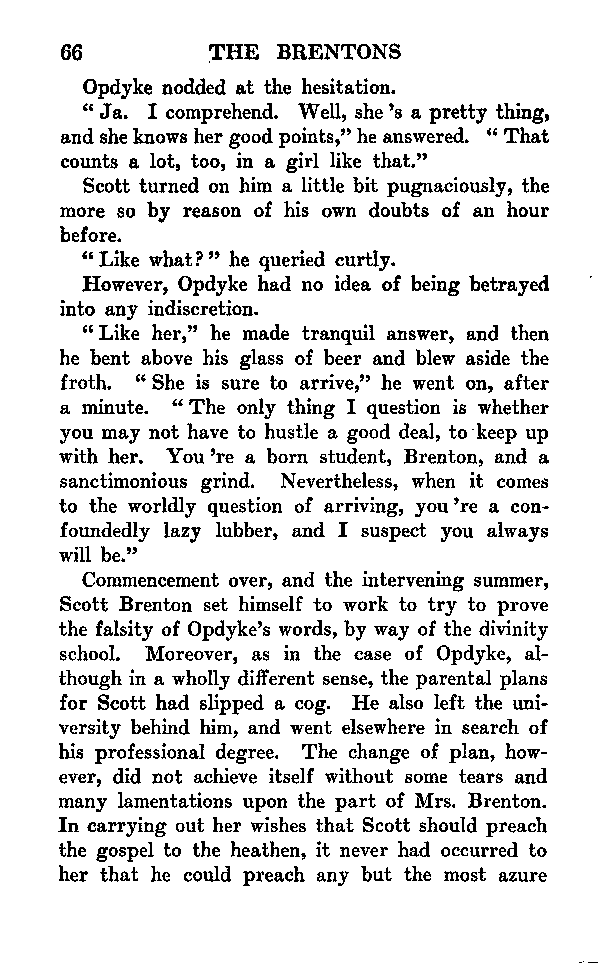 66 THE BRENTONS
Opdyke nodded at the hesitation.
“ Ja. I comprehend. Well, she 's a pretty thing,
and she knows her good points,” he answered. “ That
counts a lot, too, in a girl like that.”
Scott turned on him a little bit pugnaciously, the
more so by reason of his own doubts of an hour
before.
“ Like what? ” he queried curtly.
However, Opdyke had no idea of being betrayed
into any indiscretion.
“ Like her,” he made tranquil answer, and then
he bent above his glass of beer and blew aside the
froth. “ She is sure to arrive,” he went on, after
a minute. “ The only thing I question is whether
you may not have to hustle a good deal, to keep up
with her. You 're a born student, Brenton, and a
sanctimonious grind. Nevertheless, when it comes
to the worldly question of arriving, you 're a con-
foundedly lazy lubber, and I suspect you always
will be.”
Commencement over, and the intervening summer,
Scott Brenton set himself to work to try to prove
the falsity of Opdyke's words, by way of the divinity
school. Moreover, as in the case of Opdyke, al-
though in a wholly different sense, the parental plans
for Scott had slipped a cog. He also left the uni-
versity behind him, and went elsewhere in search of
his professional degree. The change of plan, how-
ever, did not achieve itself without some tears and
many lamentations upon the part of Mrs. Brenton.
In carrying out her wishes that Scott should preach
the gospel to the heathen, it never had occurred to
her that he could preach any but the most azure